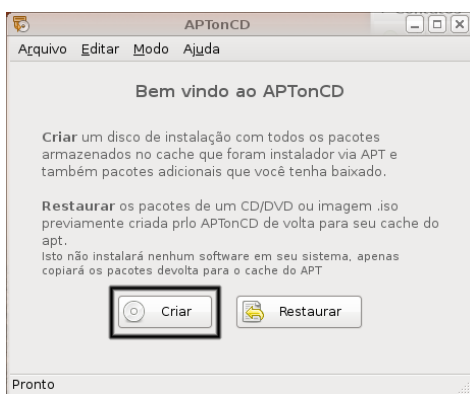 APTonCD
Arquivo Editar Modo Ajuda
Bem vindo ao APTonCD
Criar um disco de instalação com todos os pacotes
armazenados no cache que foram instalador via APT e
também pacotes adicionais que você tenha baixado.
Restaurar os pacotes de um CD/DVD ou imagem .iso
previamente criada prlo APTonCD de volta para seu cache do
apt.
Isto não instalará nenhum software em seu sistema, apenas
copiará os pacotes devolta para o cache do APT
Criar Restaurar
Pronto